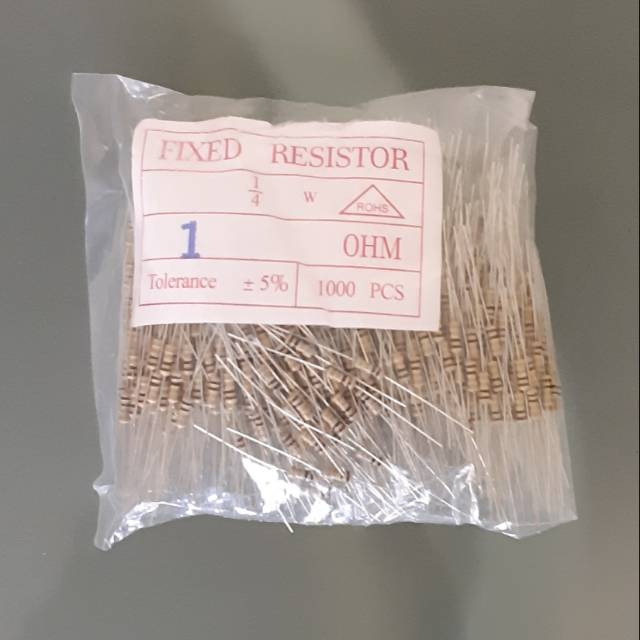 FIXED RESISTOR
1/4 W ROHS
1 OHM
Tolerance ± 5% 1000 PCS